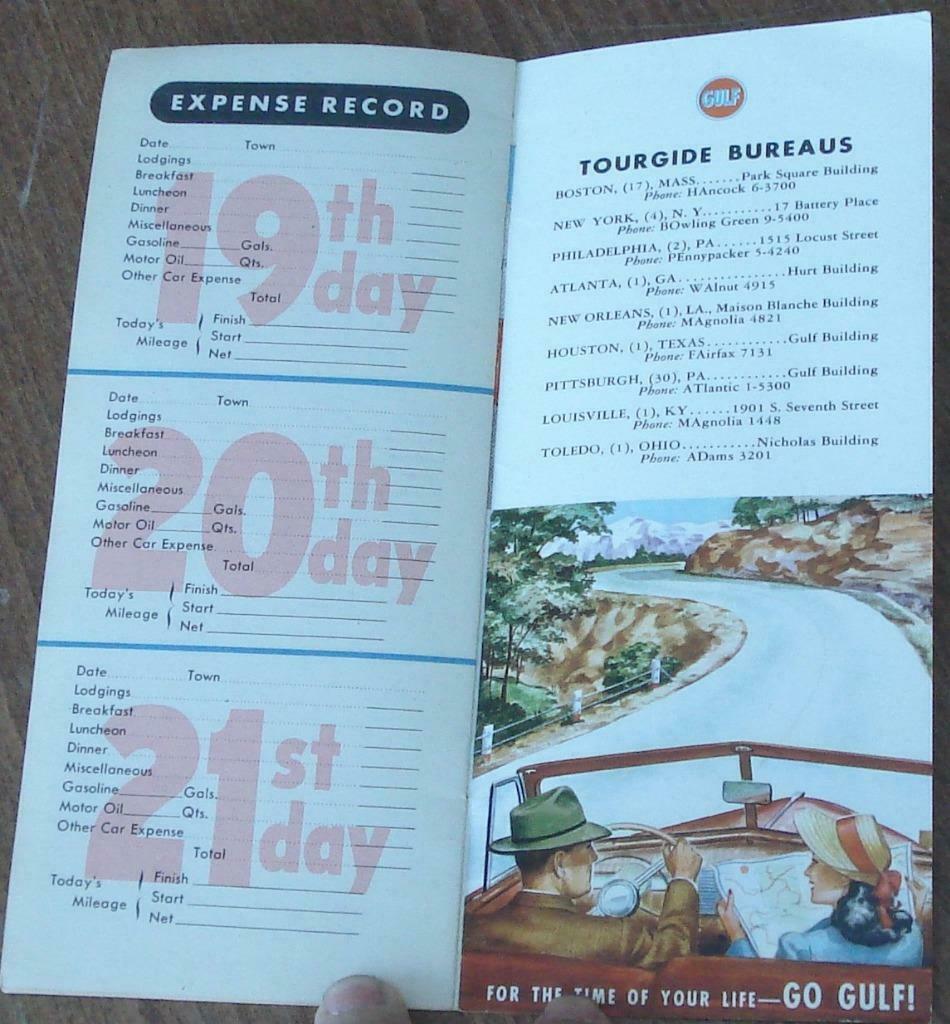 EXPENSE RECORD
Date Town
Lodgings
Breakfast
Luncheon
Dinner
Miscellaneous
Gasoline Gals.
Motor Oil Qts.
Other Car Expense
Total
19th day
Today's Mileage
Finish
Start
Net
Date Town
Lodgings
Breakfast
Luncheon
Dinner
Miscellaneous
Gasoline Gals.
Motor Oil Qts.
Other Car Expense
Total
20th day
Today's Mileage
Finish
Start
Net
Date Town
Lodgings
Breakfast
Luncheon
Dinner
Miscellaneous
Gasoline Gals.
Motor Oil Qts.
Other Car Expense
Total
21st day
Today's Mileage
Finish
Start
Net
GULF
TOURGIDE BUREAUS
BOSTON, (17), MASS.......Park Square Building
Phone: HAncock 6-3700
NEW YORK, (4), N. Y...........17 Battery Place
Phone: BOwling Green 9-5400
PHILADELPHIA, (2), PA......1515 Locust Street
Phone: PEnnypacker 5-4240
ATLANTA, (1), GA................Hurt Building
Phone: WAlnut 4915
NEW ORLEANS, (1), LA., Maison Blanche Building
Phone: MAgnolia 4821
HOUSTON, (1), TEXAS............Gulf Building
Phone: FAirfax 7131
PITTSBURGH, (30), PA............Gulf Building
Phone: ATlantic 1-5300
LOUISVILLE, (1), KY......1901 S. Seventh Street
Phone: MAgnolia 1448
TOLEDO, (1), OHIO...........Nicholas Building
Phone: ADams 3201
FOR THE TIME OF YOUR LIFE—GO GULF!